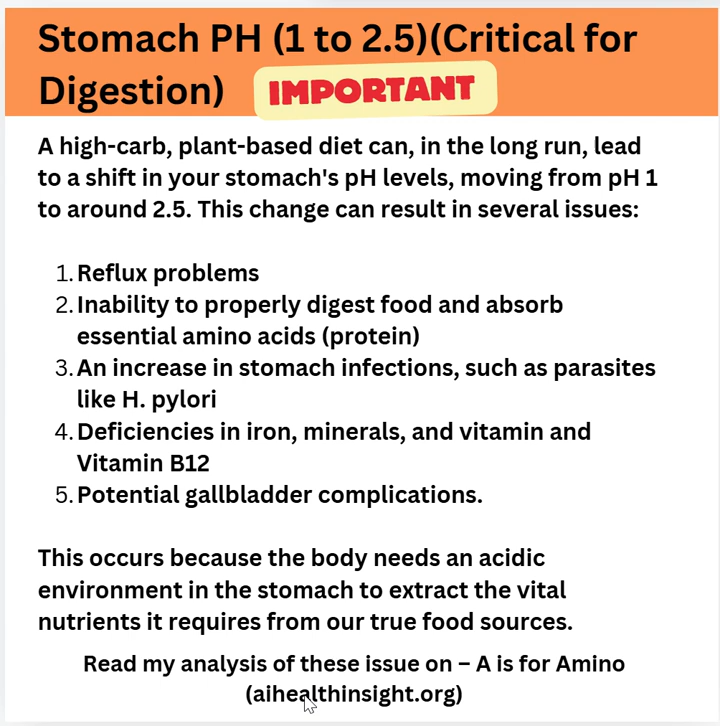 Stomach PH (1 to 2.5)(Critical for
Digestion) IMPORTANT
A high-carb, plant-based diet can, in the long run, lead
to a shift in your stomach's pH levels, moving from pH 1
to around 2.5. This change can result in several issues:
1. Reflux problems
2. Inability to properly digest food and absorb
essential amino acids (protein)
3. An increase in stomach infections, such as parasites
like H. pylori
4. Deficiencies in iron, minerals, and vitamin and
Vitamin B12
5. Potential gallbladder complications.
This occurs because the body needs an acidic
environment in the stomach to extract the vital
nutrients it requires from our true food sources.
Read my analysis of these issue on – A is for Amino
(aihealthinsight.org)